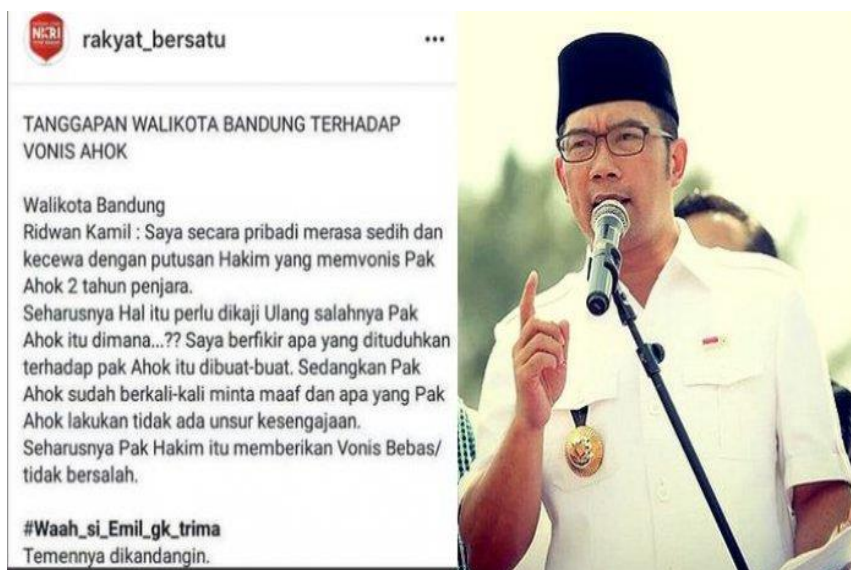 NKRI
rakyat_bersatu
TANGGAPAN WALIKOTA BANDUNG TERHADAP
VONIS AHOK
Walikota Bandung
Ridwan Kamil : Saya secara pribadi merasa sedih dan
kecewa dengan putusan Hakim yang memvonis Pak
Ahok 2 tahun penjara.
Seharusnya Hal itu perlu dikaji Ulang salahnya Pak
Ahok itu dimana...?? Saya berfikir apa yang dituduhkan
terhadap pak Ahok itu dibuat-buat. Sedangkan Pak
Ahok sudah berkali-kali minta maaf dan apa yang Pak
Ahok lakukan tidak ada unsur kesengajaan.
Seharusnya Pak Hakim itu memberikan Vonis Bebas/
tidak bersalah.
#Waah_si_Emil_gk_trima
Temennya dikandangin.